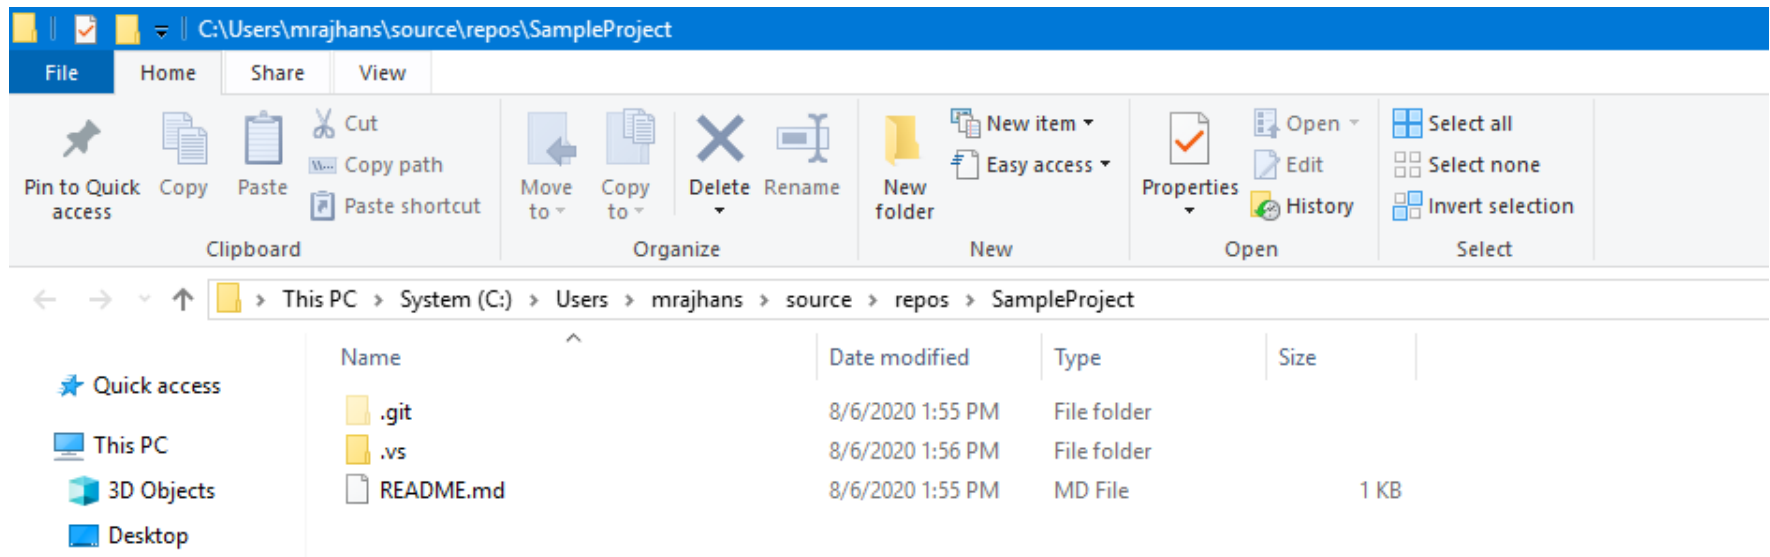 C:\Users\mrajhans\source\repos\SampleProject
File Home Share View
Pin to Quick access
Copy
Paste
Cut
Copy path
Paste shortcut
Clipboard
Move to
Copy to
Delete
Rename
Organize
New folder
New item
Easy access
New
Properties
Open
Edit
History
Open
Select all
Select none
Invert selection
Select
This PC > System (C:) > Users > mrajhans > source > repos > SampleProject
Quick access
This PC
3D Objects
Desktop
Name Date modified Type Size
.git 8/6/2020 1:55 PM File folder
.vs 8/6/2020 1:56 PM File folder
README.md 8/6/2020 1:55 PM MD File 1 KB